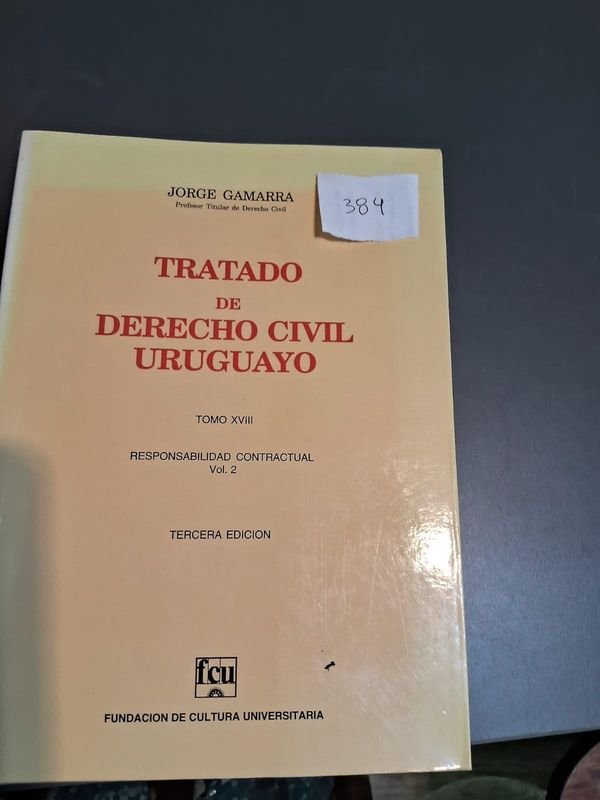 JORGE GAMARRA
Profesor Titular de Derecho Civil
384
TRATADO
DE
DERECHO CIVIL
URUGUAYO
TOMO XVIII
RESPONSABILIDAD CONTRACTUAL
Vol. 2
TERCERA EDICION
fcu
FUNDACION DE CULTURA UNIVERSITARIA